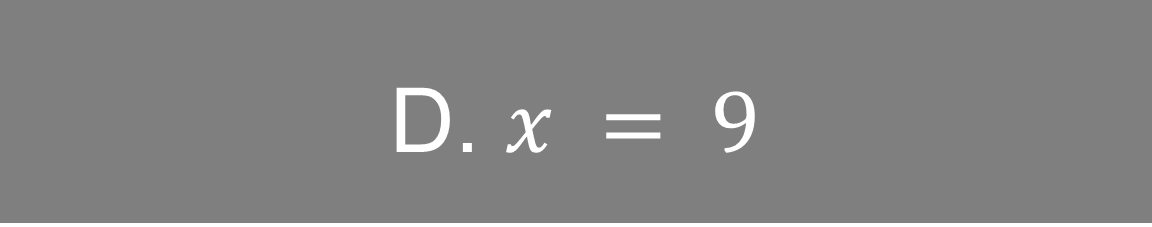 D. x = 9